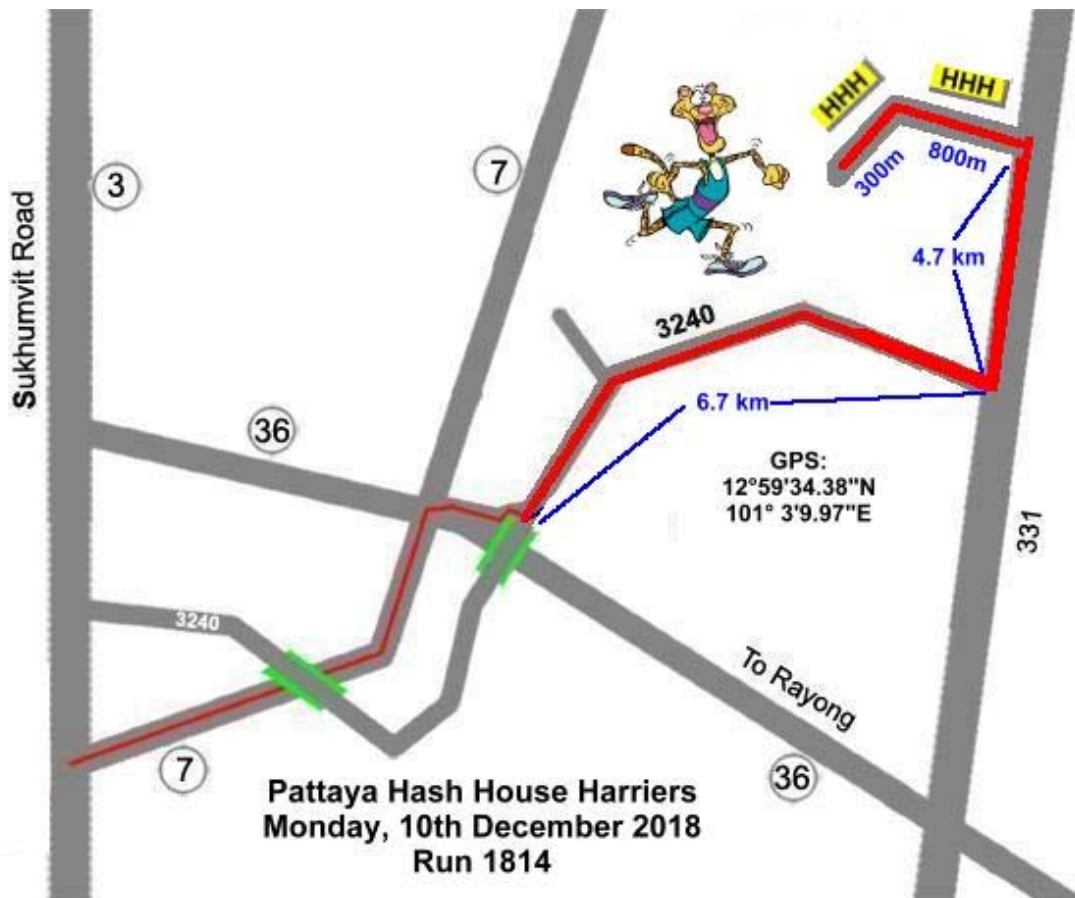 HHH
HHH
3
7
800m
300m
Sukhumvit Road
4.7 km
3240
6.7 km
36
GPS:
12°59'34.38"N
101° 3'9.97"E
331
3240
To Rayong
7
36
Pattaya Hash House Harriers
Monday, 10th December 2018
Run 1814